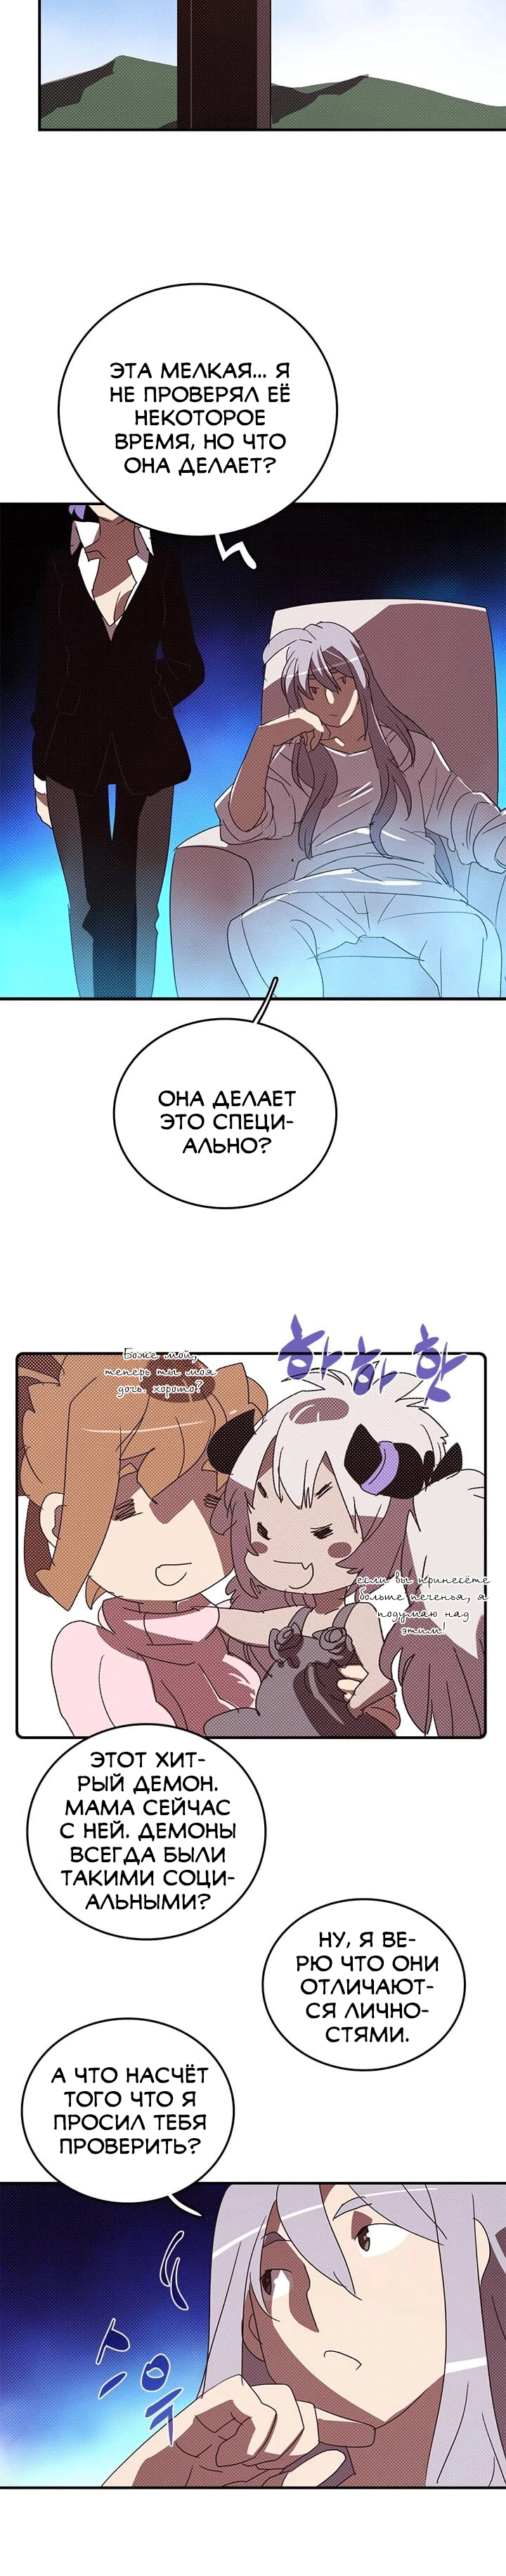 ЭТА МЕЛКАЯ... Я
НЕ ПРОВЕРЯЛ ЕЁ
НЕКОТОРОЕ
ВРЕМЯ, НО ЧТО
ОНА ДЕЛАЕТ?
ОНА ДЕЛАЕТ
ЭТО СПЕЦИ-
АЛЬНО?
하하핫
Боже мой,
теперь ты моя
дочь. хорошо?
если вы принесёте
больше печенья, я
подумаю над
этим!
ЭТОТ ХИТ-
РЫЙ ДЕМОН.
МАМА СЕЙЧАС
С НЕЙ. ДЕМОНЫ
ВСЕГДА БЫЛИ
ТАКИМИ СОЦИ-
АЛЬНЫМИ?
НУ, Я ВЕ-
РЮ ЧТО ОНИ
ОТЛИЧАЮТ-
СЯ ЛИЧНО-
СТЯМИ.
А ЧТО НАСЧЁТ
ТОГО ЧТО Я
ПРОСИЛ ТЕБЯ
ПРОВЕРИТЬ?
스윽